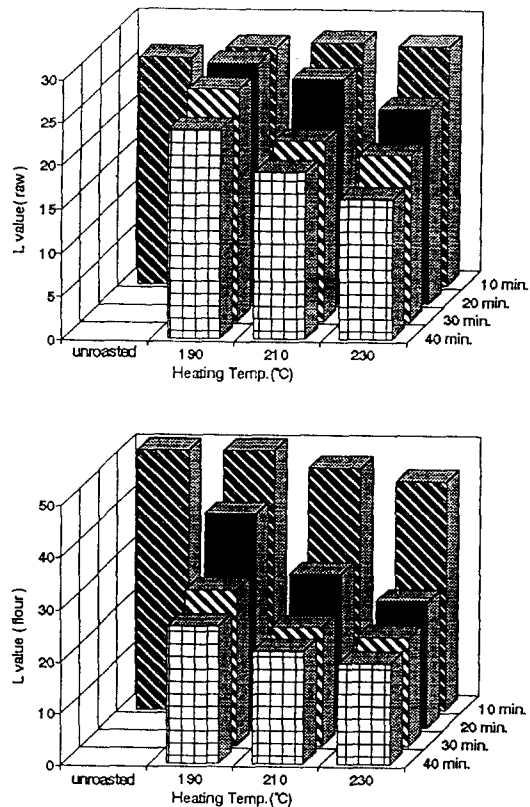 30
25
20
15
10
5
0
L value ( raw )
unroasted
190
210
230
Heating Temp.(℃)
10 min.
20 min.
30 min.
40 min.
50
40
30
20
10
0
L value ( flour )
unroasted
190
210
230
Heating Temp.(℃)
10 min.
20 min.
30 min.
40 min.